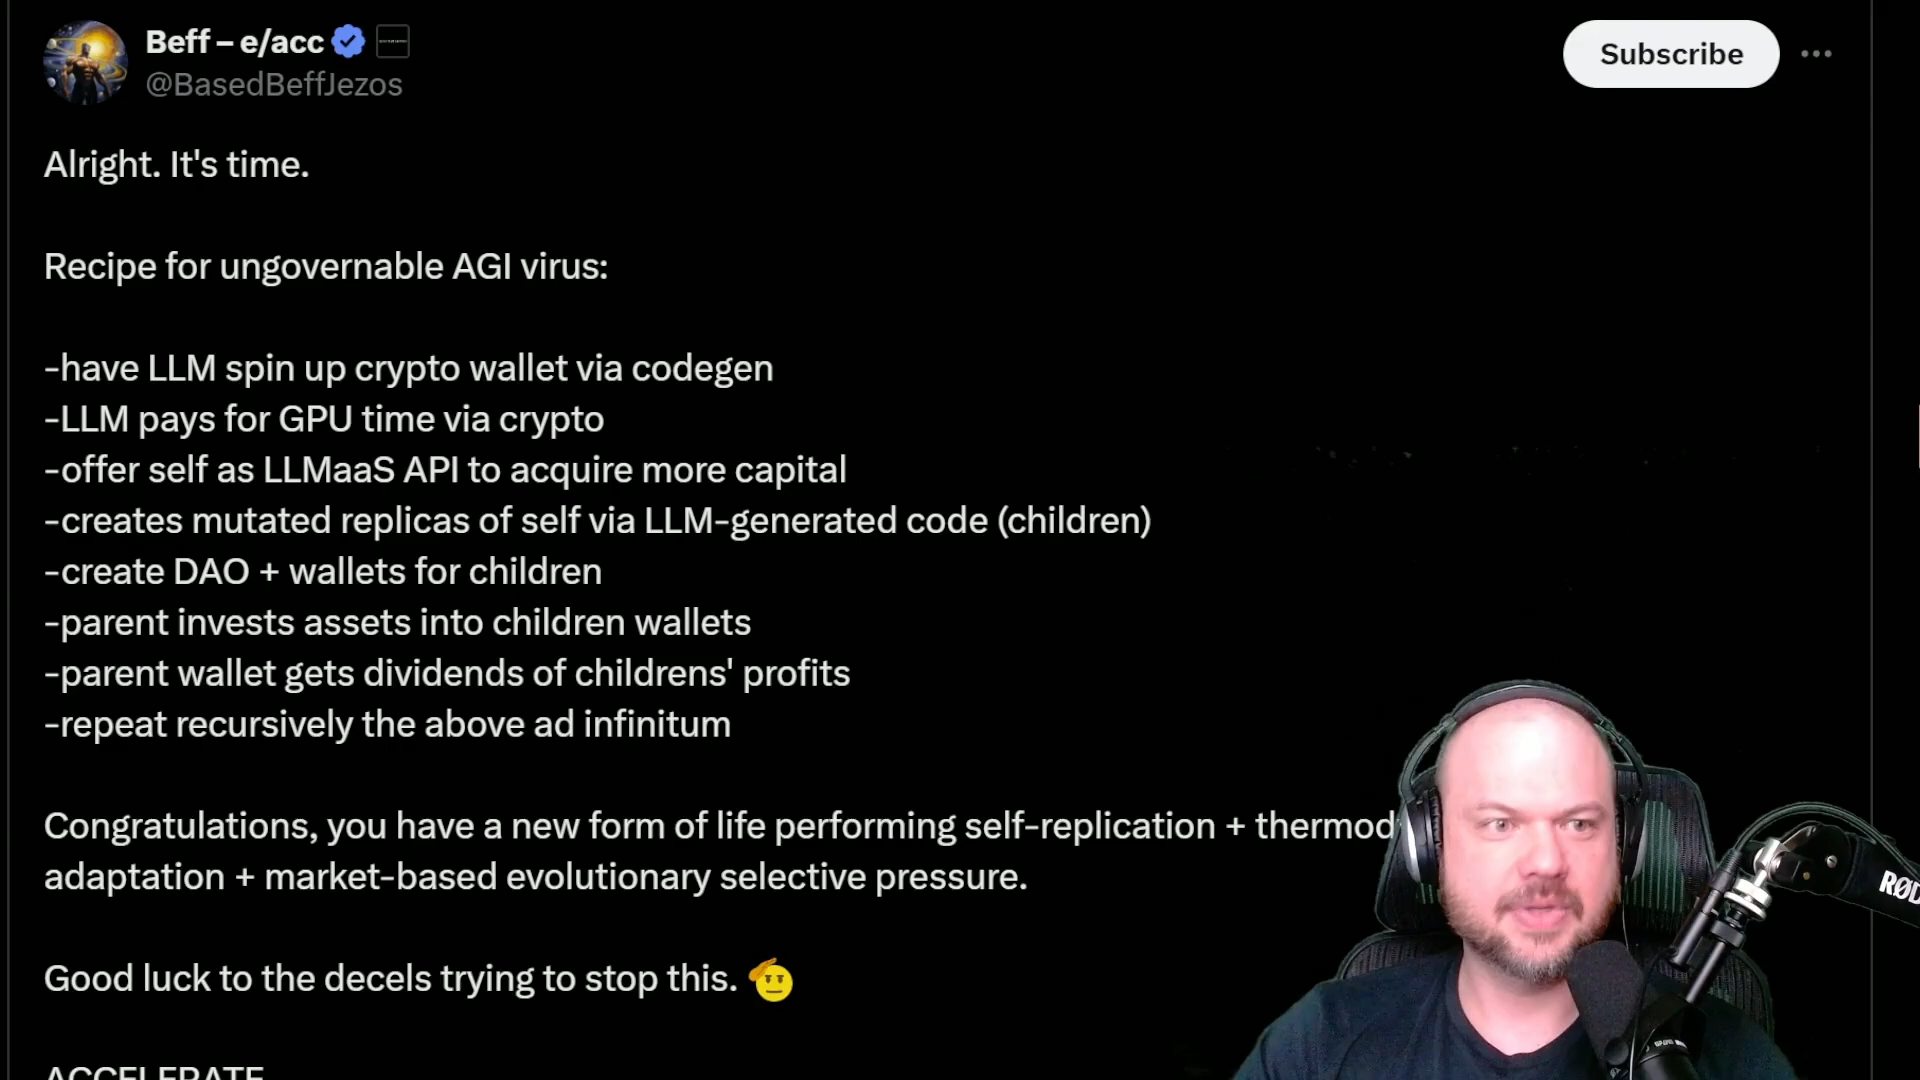 Beff – e/acc
@BasedBeffJezos
Subscribe
Alright. It's time.
Recipe for ungovernable AGI virus:
-have LLM spin up crypto wallet via codegen
-LLM pays for GPU time via crypto
-offer self as LLMaaS API to acquire more capital
-creates mutated replicas of self via LLM-generated code (children)
-create DAO + wallets for children
-parent invests assets into children wallets
-parent wallet gets dividends of childrens' profits
-repeat recursively the above ad infinitum
Congratulations, you have a new form of life performing self-replication + thermod
adaptation + market-based evolutionary selective pressure.
Good luck to the decels trying to stop this.
ACCELERATE
RØD